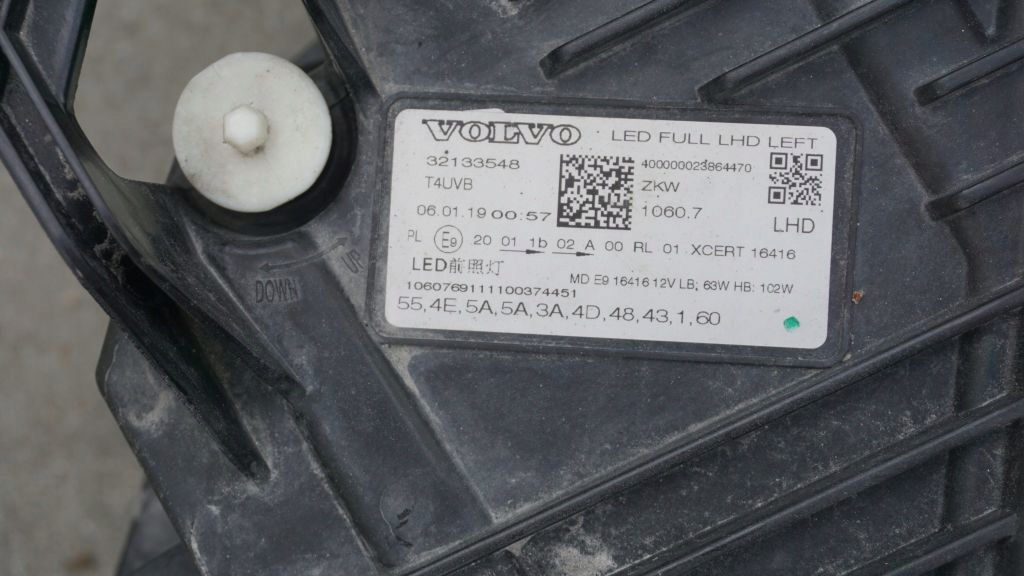 VOLVO LED FULL LHD LEFT
32133548 400000023864470
T4UVB ZKW
06.01.19 00:57 1060.7
LHD
PL E9 20 01 1b 02 A 00 RL 01 XCERT 16416
LED前照灯 MD E9 16416 12V LB; 63W HB: 102W
1060769111100374451
55,4E,5A,5A,3A,4D,48,43,1,60
UP
DOWN